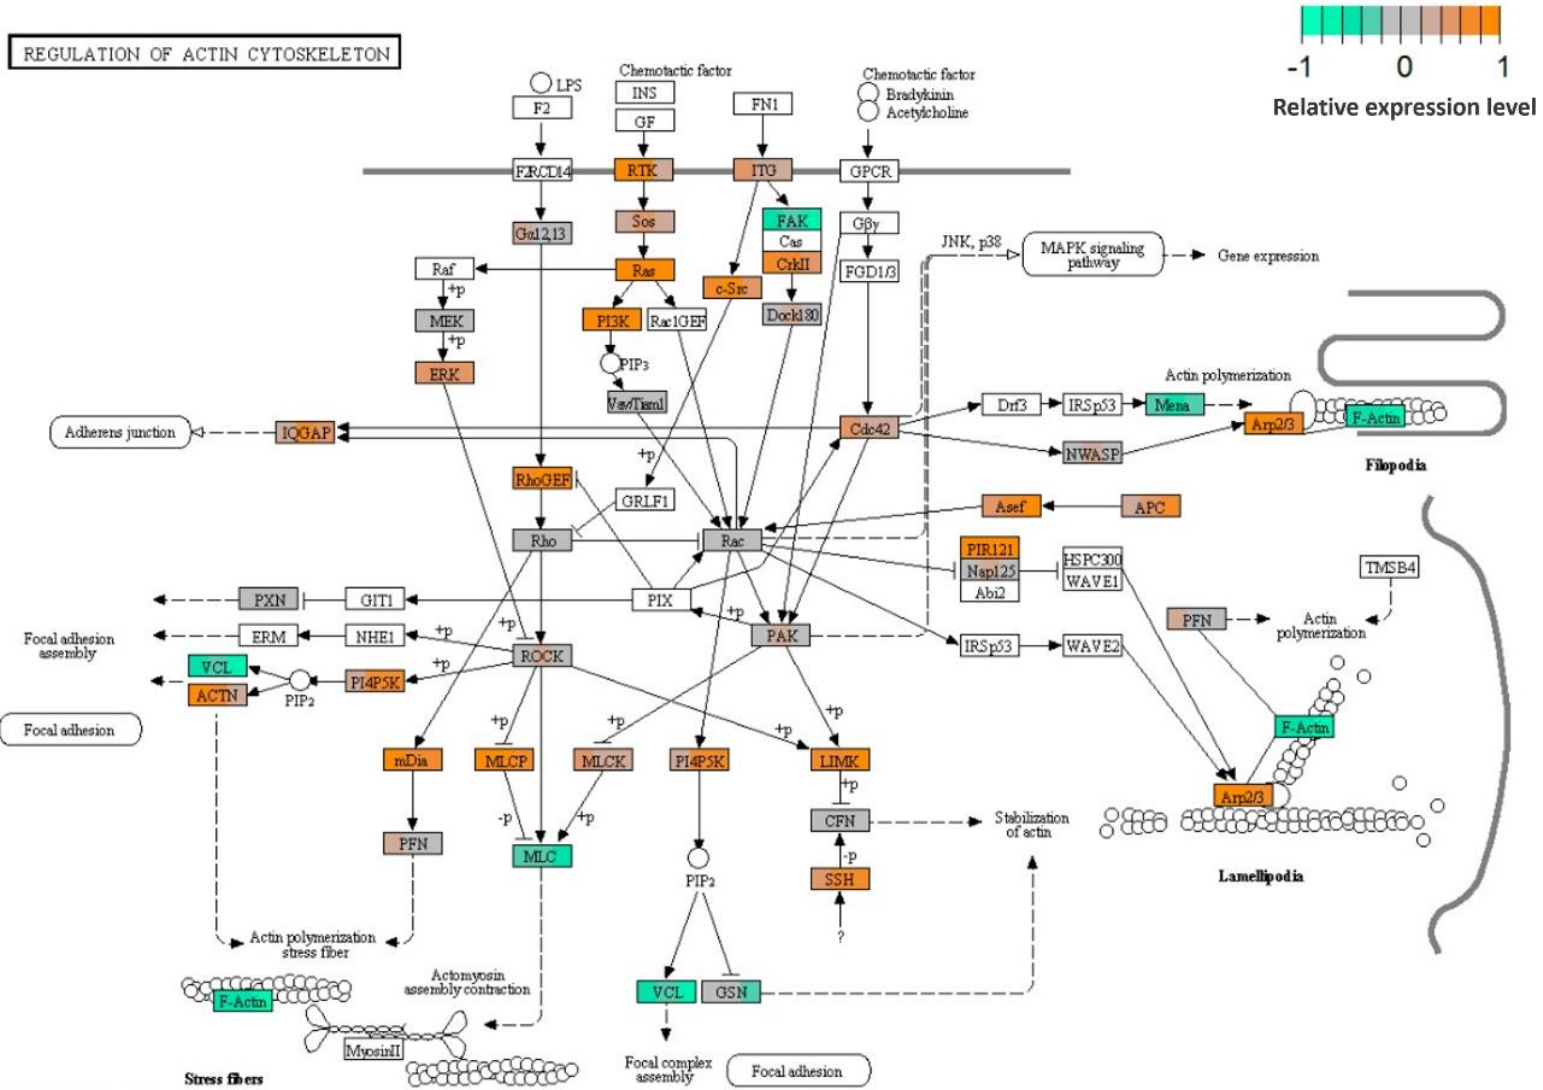 REGULATION OF ACTIN CYTOSKELETON
-1 0 1
Relative expression level
LPS
F2
Chemotactic factor
INS
GF
FN1
Chemotactic factor
Bradykinin
Acetylcholine
F2RCD14
RTK
ITG
GPCR
Gα12,13
Sos
FAK
Cas
CrkII
Gβγ
FGD1/3
JNK, p38
MAPK signaling
pathway
Gene expression
Raf
Ras
c-Src
+p
MEK
PI3K
Rac1GEF
Dock180
+p
ERK
PIP3
Vav/Tiam1
Actin polymerization
Drf3
IRSp53
Mena
F-Actin
Arp2/3
Filopodia
Adherens junction
IQGAP
Cdc42
NWASP
+p
RhoGEF
GRLF1
Asef
APC
Rho
Rac
PIR121
Nap125
Abi2
HSPC300
WAVE1
TMSB4
PXN
GIT1
PIX
+p
PFN
Actin
polymerization
Focal adhesion
assembly
ERM
NHE1
+p
+p
PAK
IRSp53
WAVE2
ROCK
VCL
ACTN
PIP2
PI4P5K
+p
Focal adhesion
+p
+p
+p
+p
F-Actin
mDia
MLCP
MLCK
PI4P5K
LIMK
+p
Arp2/3
-p
+p
CFN
Stabilization
of actin
PFN
MLC
-p
PIP2
SSH
Lamellipodia
?
Actin polymerization
stress fiber
Actomyosin
assembly contraction
F-Actin
VCL
GSN
MyosinII
Stress fibers
Focal complex
assembly
Focal adhesion